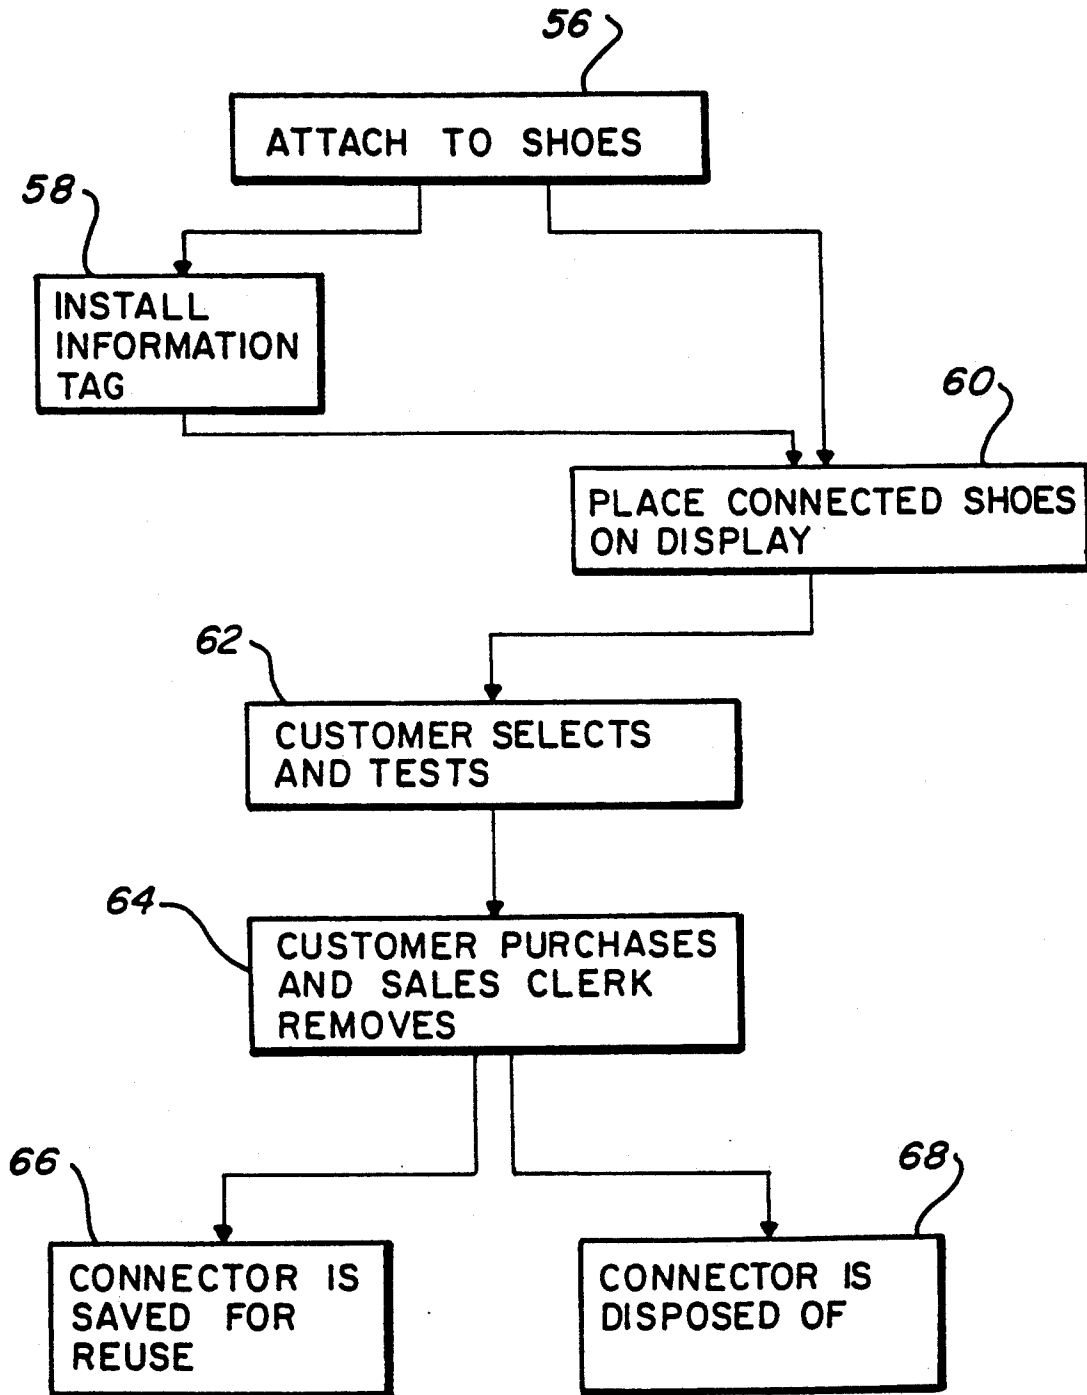 56
ATTACH TO SHOES
58
INSTALL
INFORMATION
TAG
60
PLACE CONNECTED SHOES
ON DISPLAY
62
CUSTOMER SELECTS
AND TESTS
64
CUSTOMER PURCHASES
AND SALES CLERK
REMOVES
66
CONNECTOR IS
SAVED FOR
REUSE
68
CONNECTOR IS
DISPOSED OF